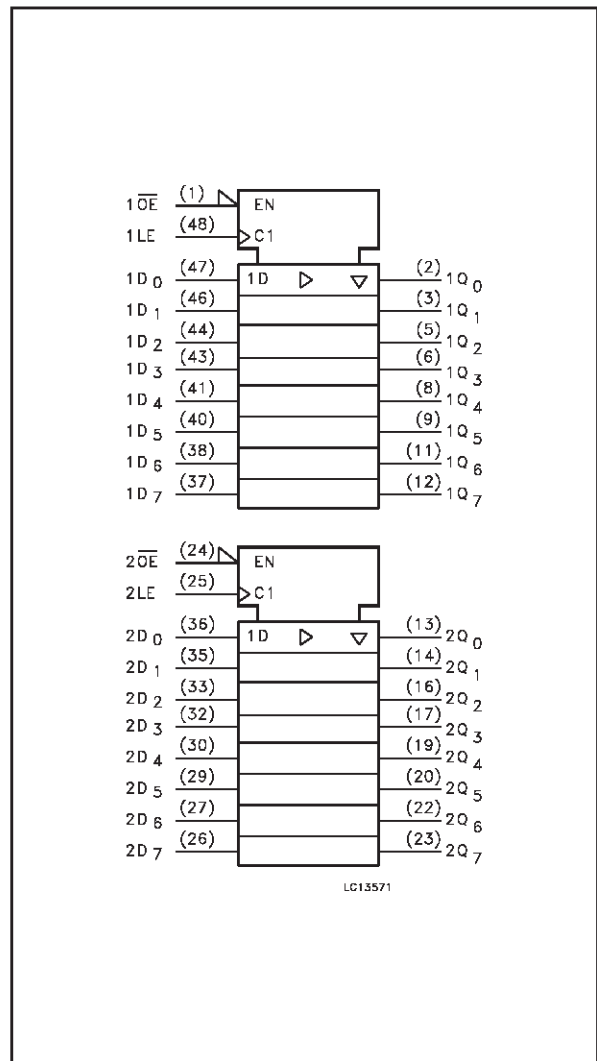 1OE (1) EN
1LE (48) C1
1D0 (47) 1D (2) 1Q0
1D1 (46) (3) 1Q1
1D2 (44) (5) 1Q2
1D3 (43) (6) 1Q3
1D4 (41) (8) 1Q4
1D5 (40) (9) 1Q5
1D6 (38) (11) 1Q6
1D7 (37) (12) 1Q7
2OE (24) EN
2LE (25) C1
2D0 (36) 1D (13) 2Q0
2D1 (35) (14) 2Q1
2D2 (33) (16) 2Q2
2D3 (32) (17) 2Q3
2D4 (30) (19) 2Q4
2D5 (29) (20) 2Q5
2D6 (27) (22) 2Q6
2D7 (26) (23) 2Q7
LC13571